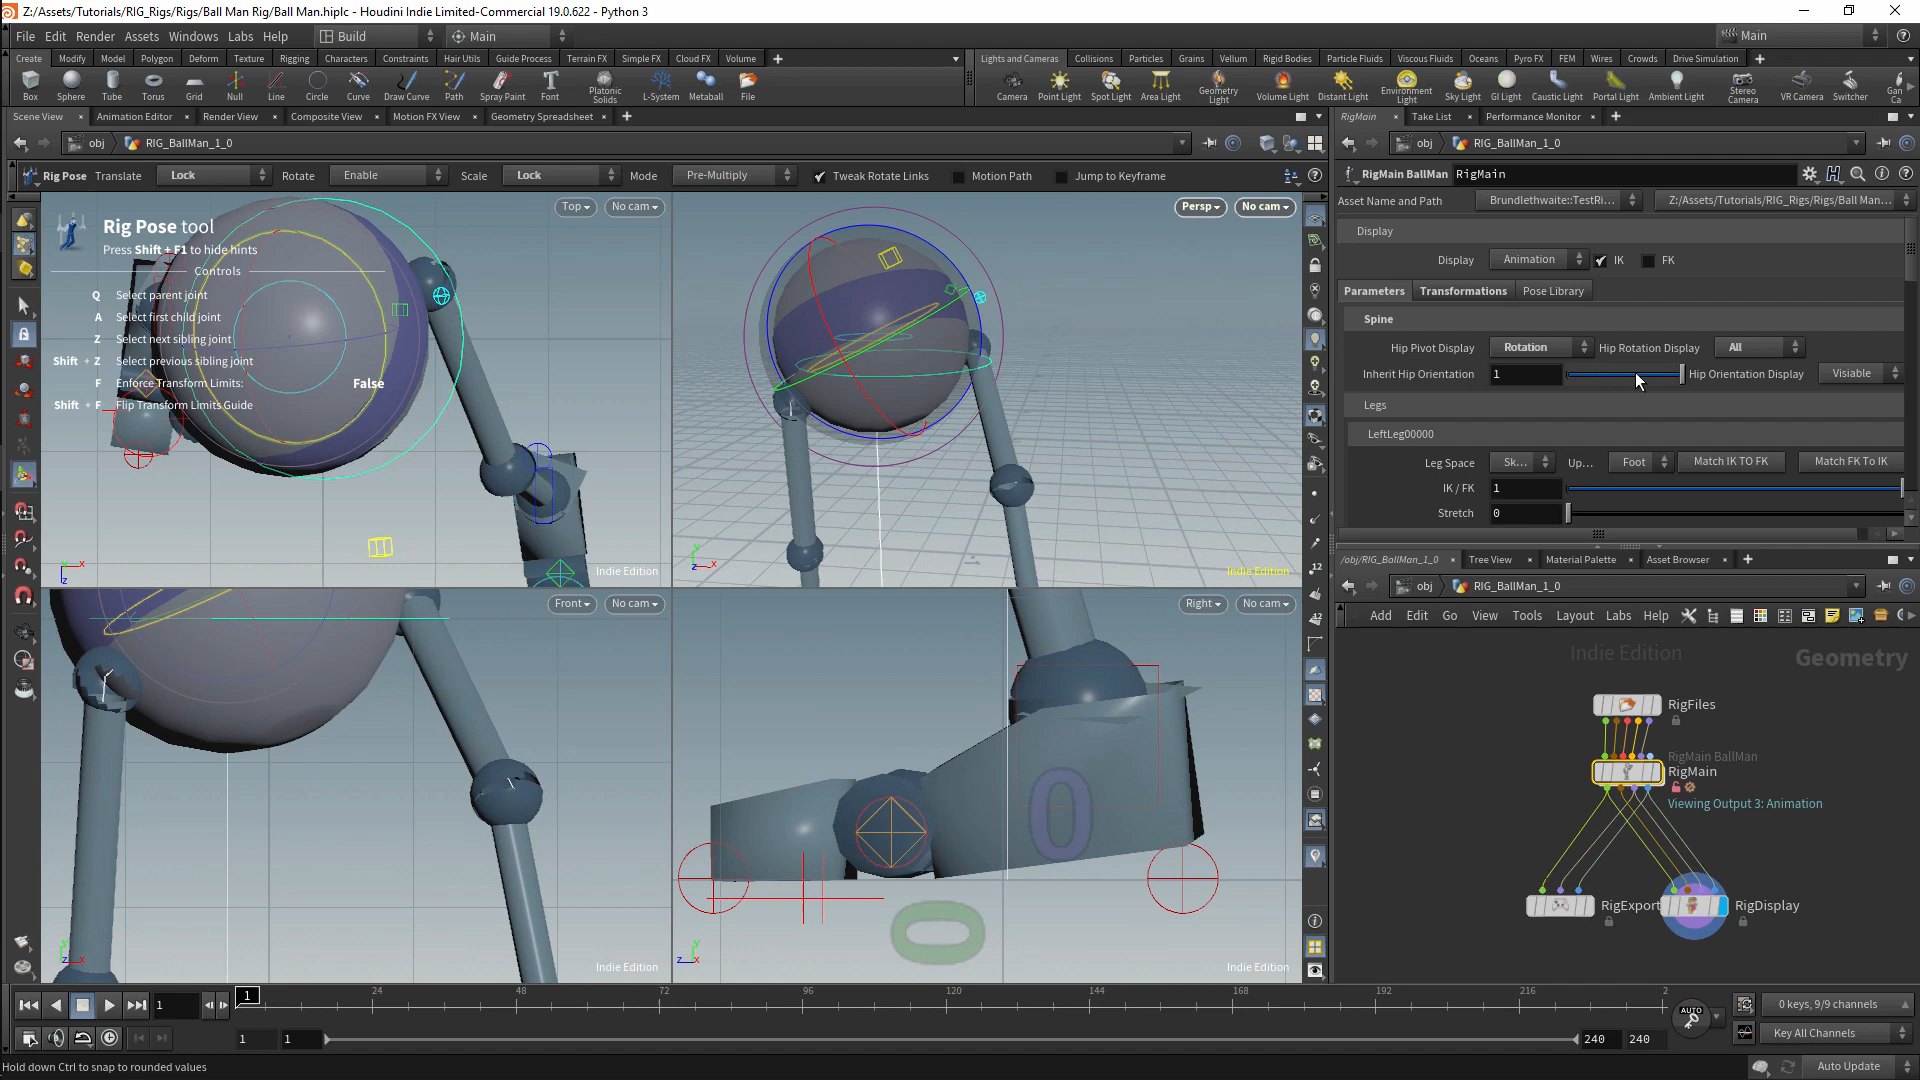 Z:/Assets/Tutorials/RIG_Rigs/Rigs/Ball Man Rig/Ball Man.hiplc - Houdini Indie Limited-Commercial 19.0.622 - Python 3
File Edit Render Assets Windows Labs Help Build Main Main
Create Modify Model Polygon Deform Texture Rigging Characters Constraints Hair Utils Guide Process Terrain FX Simple FX Cloud FX Volume
Lights and Cameras Collisions Particles Grains Vellum Rigid Bodies Particle Fluids Viscous Fluids Oceans Pyro FX FEM Wires Crowds Drive Simulation
Box Sphere Tube Torus Grid Null Line Circle Curve Draw Curve Path Spray Paint Font Platonic Solids L-System Metaball File
Camera Point Light Spot Light Area Light Geometry Light Volume Light Distant Light Environment Light Sky Light GI Light Caustic Light Portal Light Ambient Light Stereo Camera VR Camera Switcher Gan Ca
Scene View Animation Editor Render View Composite View Motion FX View Geometry Spreadsheet
RigMain Take List Performance Monitor
obj RIG_BallMan_1_0
obj RIG_BallMan_1_0
Rig Pose Translate Lock Rotate Enable Scale Lock Mode Pre-Multiply Tweak Rotate Links Motion Path Jump to Keyframe
RigMain BallMan RigMain
Asset Name and Path Brundlethwaite::TestRi... Z:/Assets/Tutorials/RIG_Rigs/Rigs/Ball Man...
Display
Display Animation IK FK
Parameters Transformations Pose Library
Spine
Hip Pivot Display Rotation Hip Rotation Display All
Inherit Hip Orientation 1 Hip Orientation Display Visiable
Legs
LeftLeg00000
Leg Space Sk... Up... Foot Match IK TO FK Match FK To IK
IK / FK 1
Stretch 0
Top No cam
Rig Pose tool
Press Shift + F1 to hide hints
Controls
Q Select parent joint
A Select first child joint
Z Select next sibling joint
Shift + Z Select previous sibling joint
F Enforce Transform Limits: False
Shift + F Flip Transform Limits Guide
Indie Edition
Persp No cam
Indie Edition
Front No cam
Indie Edition
Right No cam
0
0
Indie Edition
/obj/RIG_BallMan_1_0 Tree View Material Palette Asset Browser
obj RIG_BallMan_1_0
Add Edit Go View Tools Layout Labs Help
Indie Edition
Geometry
RigFiles
RigMain BallMan
RigMain
Viewing Output 3: Animation
RigExport
RigDisplay
1 1 24 48 72 96 120 144 168 192 216 2
AUTO
0 keys, 9/9 channels
1 1 240 240
Key All Channels
Hold down Ctrl to snap to rounded values
Auto Update